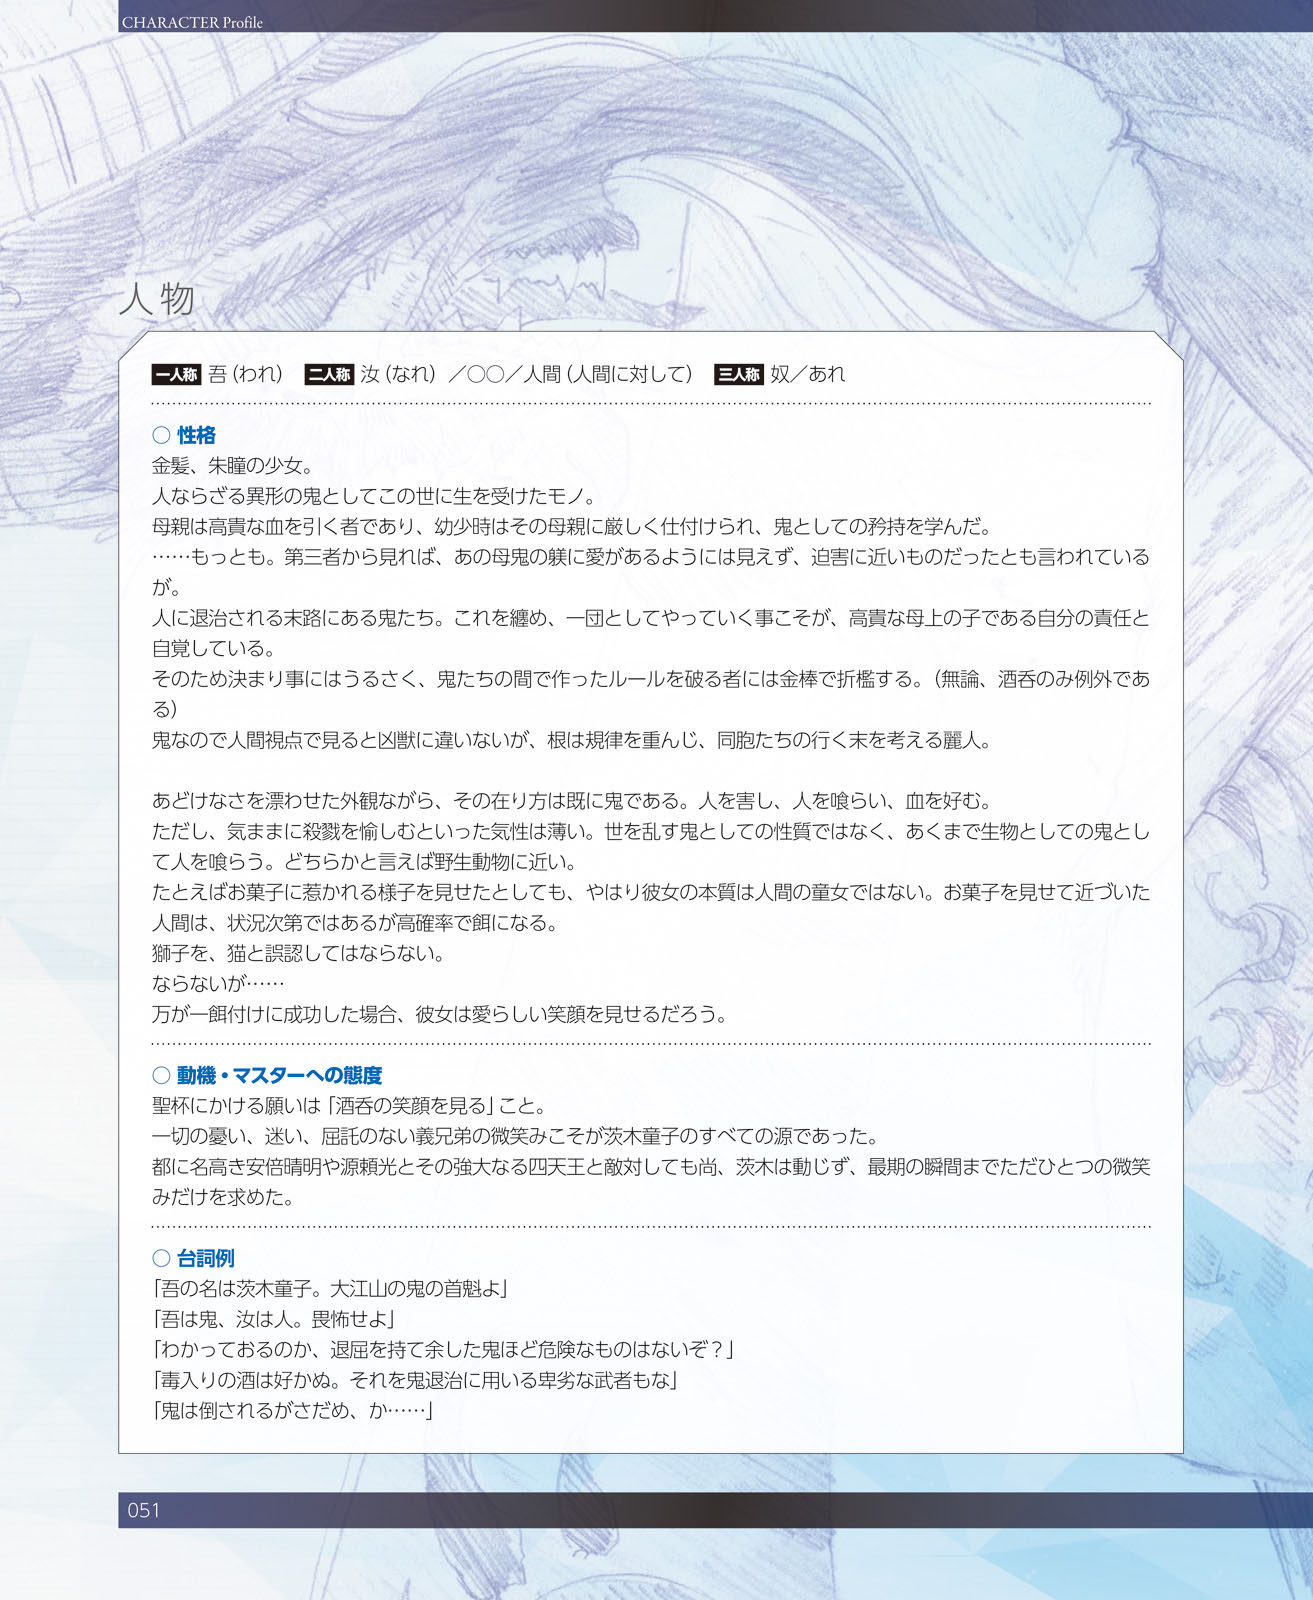 CHARACTER Profile
人物
一人称 吾（われ） 二人称 汝（なれ）／○○／人間（人間に対して） 三人称 奴／あれ
○ 性格
金髪、朱瞳の少女。
人ならざる異形の鬼としてこの世に生を受けたモノ。
母親は高貴な血を引く者であり、幼少時はその母親に厳しく仕付けられ、鬼としての矜持を学んだ。
……もっとも。第三者から見れば、あの母鬼の躾に愛があるようには見えず、迫害に近いものだったとも言われている
が。
人に退治される末路にある鬼たち。これを纏め、一団としてやっていく事こそが、高貴な母上の子である自分の責任と
自覚している。
そのため決まり事にはうるさく、鬼たちの間で作ったルールを破る者には金棒で折檻する。（無論、酒呑のみ例外であ
る）
鬼なので人間視点で見ると凶獣に違いないが、根は規律を重んじ、同胞たちの行く末を考える麗人。
あどけなさを漂わせた外観ながら、その在り方は既に鬼である。人を害し、人を喰らい、血を好む。
ただし、気ままに殺戮を愉しむといった気性は薄い。世を乱す鬼としての性質ではなく、あくまで生物としての鬼とし
て人を喰らう。どちらかと言えば野生動物に近い。
たとえばお菓子に惹かれる様子を見せたとしても、やはり彼女の本質は人間の童女ではない。お菓子を見せて近づいた
人間は、状況次第ではあるが高確率で餌になる。
獅子を、猫と誤認してはならない。
ならないが……
万が一餌付けに成功した場合、彼女は愛らしい笑顔を見せるだろう。
○ 動機・マスターへの態度
聖杯にかける願いは「酒呑の笑顔を見る」こと。
一切の憂い、迷い、屈託のない義兄弟の微笑みこそが茨木童子のすべての源であった。
都に名高き安倍晴明や源頼光とその強大なる四天王と敵対しても尚、茨木は動じず、最期の瞬間までただひとつの微笑
みだけを求めた。
○ 台詞例
「吾の名は茨木童子。大江山の鬼の首魁よ」
「吾は鬼、汝は人。畏怖せよ」
「わかっておるのか、退屈を持て余した鬼ほど危険なものはないぞ？」
「毒入りの酒は好かぬ。それを鬼退治に用いる卑劣な武者もな」
「鬼は倒されるがさだめ、か……」
051